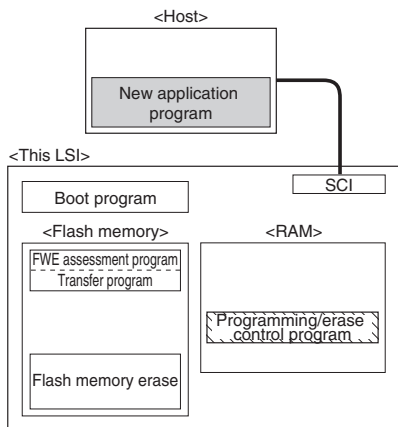 <Host>
New application
program
<This LSI>
SCI
Boot program
<Flash memory>
<RAM>
FWE assessment program
Transfer program
Programming/erase
control program
Flash memory erase